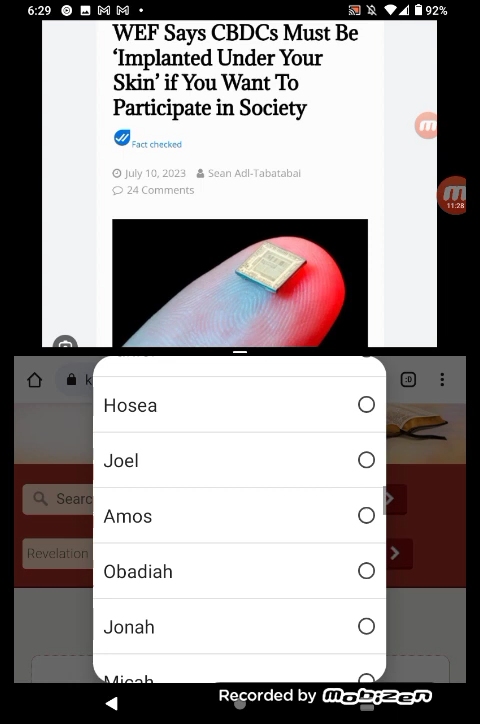 6:29
92%
WEF Says CBDCs Must Be
‘Implanted Under Your
Skin’ if You Want To
Participate in Society
Fact checked
July 10, 2023 Sean Adl-Tabatabai
24 Comments
11:28
:D
Hosea
Joel
Searc
Amos
Revelation
Obadiah
Jonah
Micah
Recorded by Mobizen